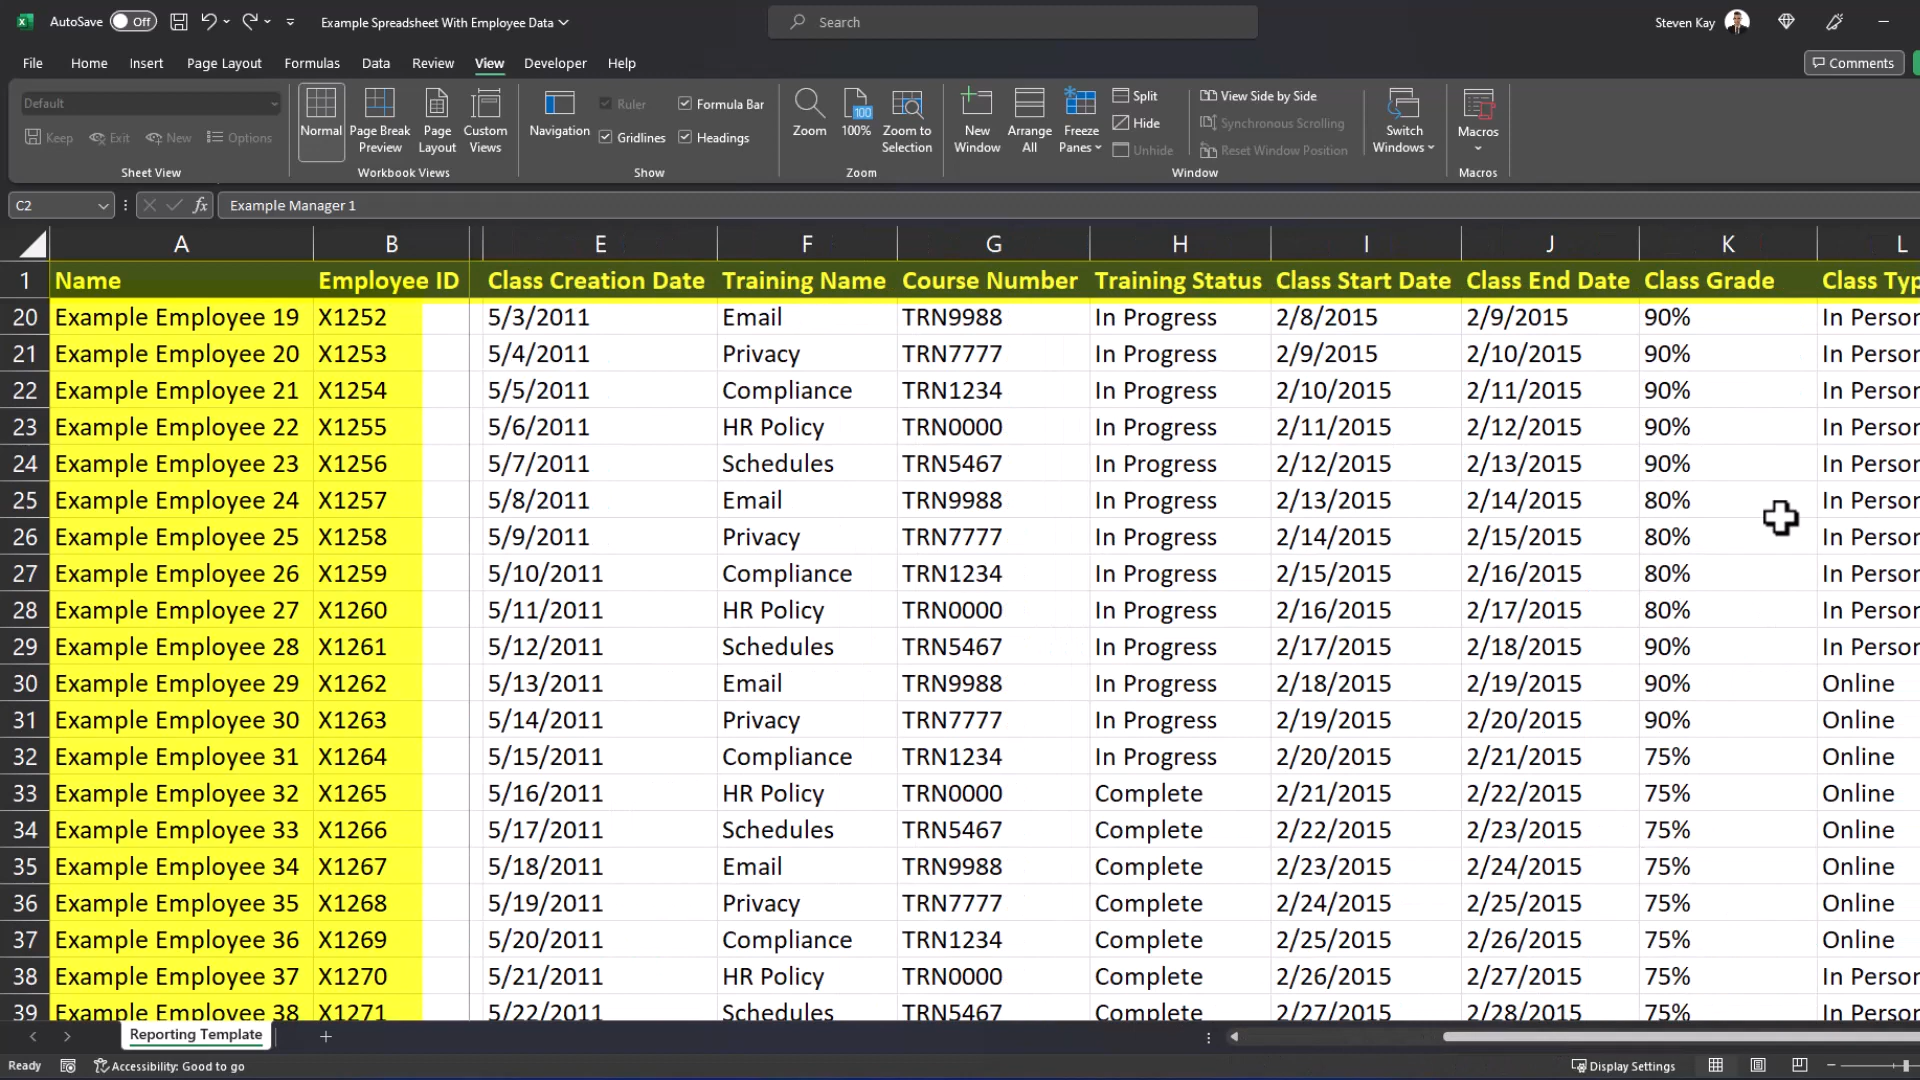 AutoSave Off Example Spreadsheet With Employee Data Search Steven Kay
File Home Insert Page Layout Formulas Data Review View Developer Help Comments
Default
Keep Exit New Options
Sheet View
Normal Page Break Preview Page Layout Custom Views
Workbook Views
Navigation Ruler Formula Bar
Gridlines Headings
Show
Zoom 100 100% Zoom to Selection
Zoom
New Window Arrange All Freeze Panes
Split View Side by Side
Hide Synchronous Scrolling
Unhide Reset Window Position
Switch Windows
Window
Macros
Macros
C2 fx Example Manager 1
A B E F G H I J K L
1 Name Employee ID Class Creation Date Training Name Course Number Training Status Class Start Date Class End Date Class Grade Class Typ
20 Example Employee 19 X1252 5/3/2011 Email TRN9988 In Progress 2/8/2015 2/9/2015 90% In Person
21 Example Employee 20 X1253 5/4/2011 Privacy TRN7777 In Progress 2/9/2015 2/10/2015 90% In Person
22 Example Employee 21 X1254 5/5/2011 Compliance TRN1234 In Progress 2/10/2015 2/11/2015 90% In Person
23 Example Employee 22 X1255 5/6/2011 HR Policy TRN0000 In Progress 2/11/2015 2/12/2015 90% In Person
24 Example Employee 23 X1256 5/7/2011 Schedules TRN5467 In Progress 2/12/2015 2/13/2015 90% In Person
25 Example Employee 24 X1257 5/8/2011 Email TRN9988 In Progress 2/13/2015 2/14/2015 80% In Person
26 Example Employee 25 X1258 5/9/2011 Privacy TRN7777 In Progress 2/14/2015 2/15/2015 80% In Person
27 Example Employee 26 X1259 5/10/2011 Compliance TRN1234 In Progress 2/15/2015 2/16/2015 80% In Person
28 Example Employee 27 X1260 5/11/2011 HR Policy TRN0000 In Progress 2/16/2015 2/17/2015 80% In Person
29 Example Employee 28 X1261 5/12/2011 Schedules TRN5467 In Progress 2/17/2015 2/18/2015 90% In Person
30 Example Employee 29 X1262 5/13/2011 Email TRN9988 In Progress 2/18/2015 2/19/2015 90% Online
31 Example Employee 30 X1263 5/14/2011 Privacy TRN7777 In Progress 2/19/2015 2/20/2015 90% Online
32 Example Employee 31 X1264 5/15/2011 Compliance TRN1234 In Progress 2/20/2015 2/21/2015 75% Online
33 Example Employee 32 X1265 5/16/2011 HR Policy TRN0000 Complete 2/21/2015 2/22/2015 75% Online
34 Example Employee 33 X1266 5/17/2011 Schedules TRN5467 Complete 2/22/2015 2/23/2015 75% Online
35 Example Employee 34 X1267 5/18/2011 Email TRN9988 Complete 2/23/2015 2/24/2015 75% Online
36 Example Employee 35 X1268 5/19/2011 Privacy TRN7777 Complete 2/24/2015 2/25/2015 75% Online
37 Example Employee 36 X1269 5/20/2011 Compliance TRN1234 Complete 2/25/2015 2/26/2015 75% Online
38 Example Employee 37 X1270 5/21/2011 HR Policy TRN0000 Complete 2/26/2015 2/27/2015 75% In Person
39 Example Employee 38 X1271 5/22/2011 Schedules TRN5467 Complete 2/27/2015 2/28/2015 75% In Person
Reporting Template
Ready Accessibility: Good to go Display Settings